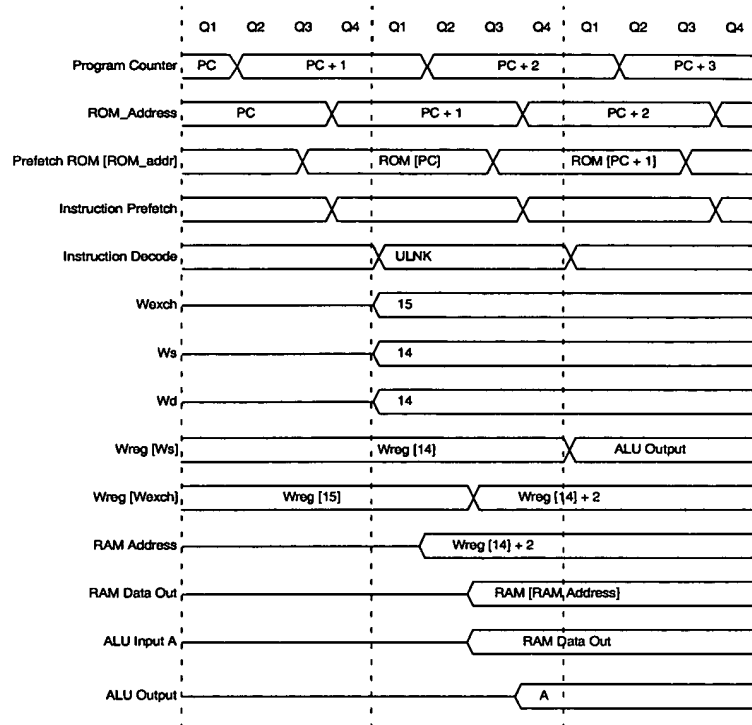 Q1 Q2 Q3 Q4 Q1 Q2 Q3 Q4 Q1 Q2 Q3 Q4
Program Counter PC PC + 1 PC + 2 PC + 3
ROM_Address PC PC + 1 PC + 2
Prefetch ROM [ROM_addr] ROM [PC] ROM [PC + 1]
Instruction Prefetch
Instruction Decode ULNK
Wexch 15
Ws 14
Wd 14
Wreg [Ws] Wreg [14] ALU Output
Wreg [Wexch] Wreg [15] Wreg [14] + 2
RAM Address Wreg [14] + 2
RAM Data Out RAM [RAM Address]
ALU Input A RAM Data Out
ALU Output A